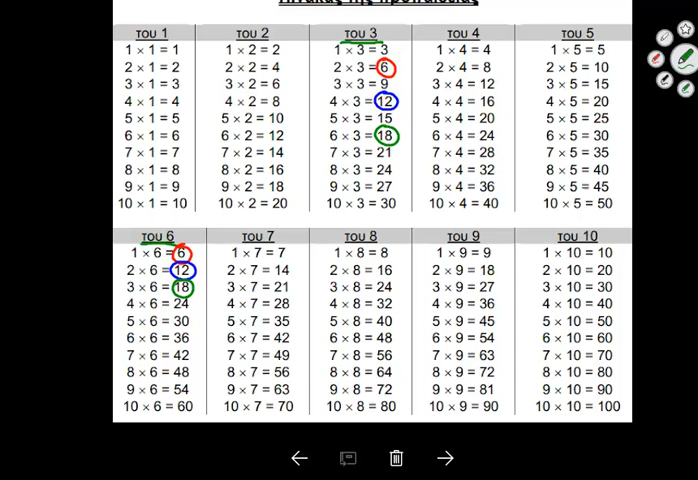 Πίνακας της προπαίδειας
του 1 του 2 του 3 του 4 του 5
1 × 1 = 1 1 × 2 = 2 1 × 3 = 3 1 × 4 = 4 1 × 5 = 5
2 × 1 = 2 2 × 2 = 4 2 × 3 = 6 2 × 4 = 8 2 × 5 = 10
3 × 1 = 3 3 × 2 = 6 3 × 3 = 9 3 × 4 = 12 3 × 5 = 15
4 × 1 = 4 4 × 2 = 8 4 × 3 = 12 4 × 4 = 16 4 × 5 = 20
5 × 1 = 5 5 × 2 = 10 5 × 3 = 15 5 × 4 = 20 5 × 5 = 25
6 × 1 = 6 6 × 2 = 12 6 × 3 = 18 6 × 4 = 24 6 × 5 = 30
7 × 1 = 7 7 × 2 = 14 7 × 3 = 21 7 × 4 = 28 7 × 5 = 35
8 × 1 = 8 8 × 2 = 16 8 × 3 = 24 8 × 4 = 32 8 × 5 = 40
9 × 1 = 9 9 × 2 = 18 9 × 3 = 27 9 × 4 = 36 9 × 5 = 45
10 × 1 = 10 10 × 2 = 20 10 × 3 = 30 10 × 4 = 40 10 × 5 = 50
του 6 του 7 του 8 του 9 του 10
1 × 6 = 6 1 × 7 = 7 1 × 8 = 8 1 × 9 = 9 1 × 10 = 10
2 × 6 = 12 2 × 7 = 14 2 × 8 = 16 2 × 9 = 18 2 × 10 = 20
3 × 6 = 18 3 × 7 = 21 3 × 8 = 24 3 × 9 = 27 3 × 10 = 30
4 × 6 = 24 4 × 7 = 28 4 × 8 = 32 4 × 9 = 36 4 × 10 = 40
5 × 6 = 30 5 × 7 = 35 5 × 8 = 40 5 × 9 = 45 5 × 10 = 50
6 × 6 = 36 6 × 7 = 42 6 × 8 = 48 6 × 9 = 54 6 × 10 = 60
7 × 6 = 42 7 × 7 = 49 7 × 8 = 56 7 × 9 = 63 7 × 10 = 70
8 × 6 = 48 8 × 7 = 56 8 × 8 = 64 8 × 9 = 72 8 × 10 = 80
9 × 6 = 54 9 × 7 = 63 9 × 8 = 72 9 × 9 = 81 9 × 10 = 90
10 × 6 = 60 10 × 7 = 70 10 × 8 = 80 10 × 9 = 90 10 × 10 = 100